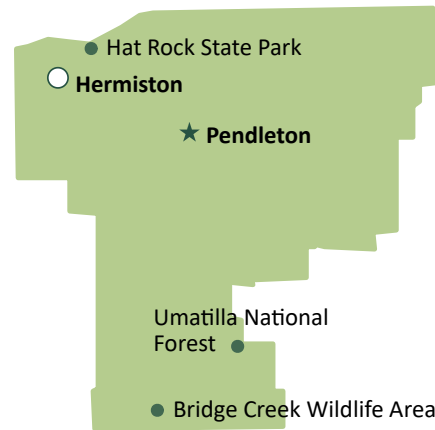 Hat Rock State Park
Hermiston
Pendleton
Umatilla National
Forest
Bridge Creek Wildlife Area